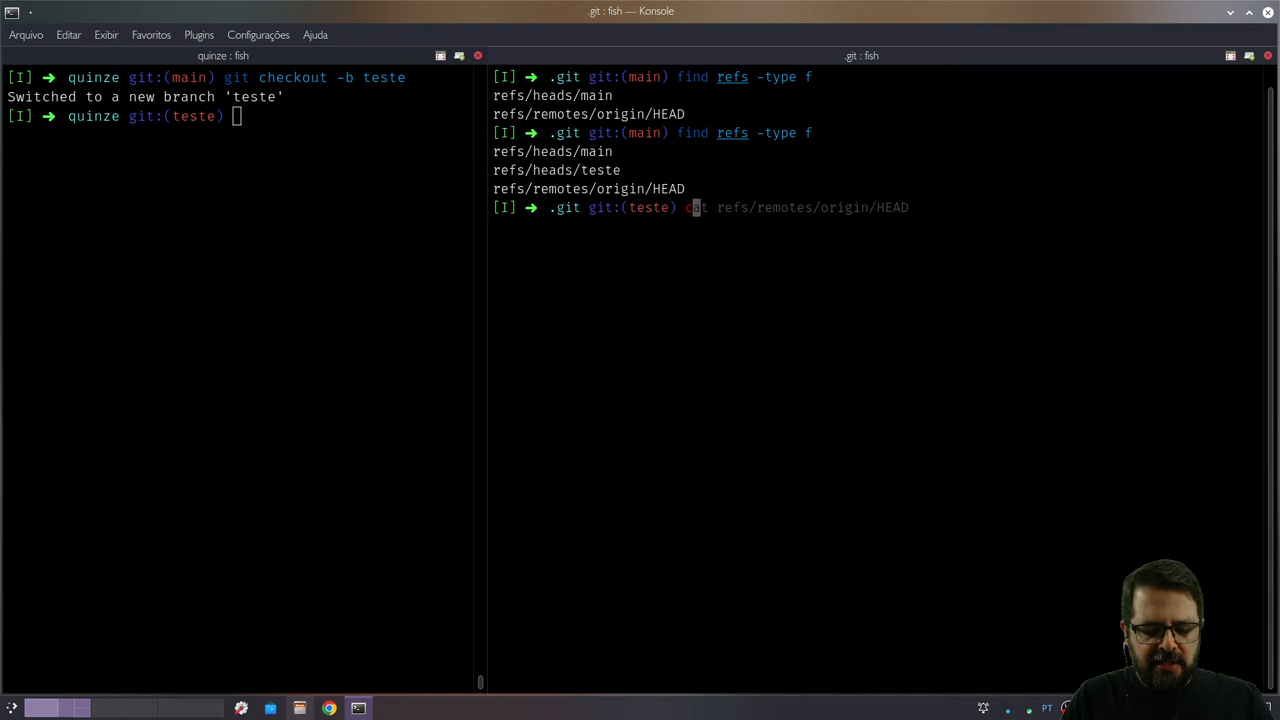 .git : fish — Konsole
Arquivo Editar Exibir Favoritos Plugins Configurações Ajuda
quinze : fish
[I] ➜ quinze git:(main) git checkout -b teste
Switched to a new branch 'teste'
[I] ➜ quinze git:(teste)
.git : fish
[I] ➜ .git git:(main) find refs -type f
refs/heads/main
refs/remotes/origin/HEAD
[I] ➜ .git git:(main) find refs -type f
refs/heads/main
refs/heads/teste
refs/remotes/origin/HEAD
[I] ➜ .git git:(teste) cat refs/remotes/origin/HEAD
PT